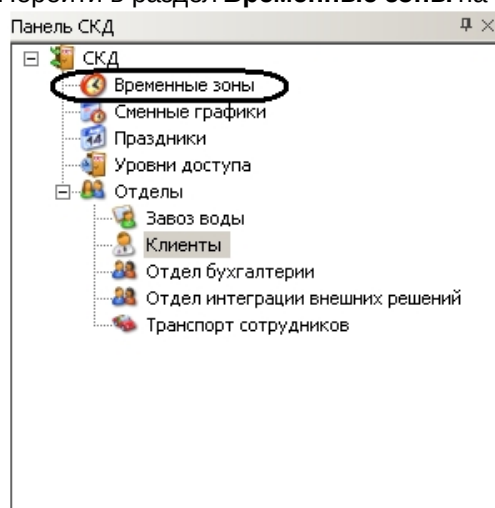 Перейти в раздел Временные зоны на
Панель СКД
СКД
Временные зоны
Сменные графики
Праздники
Уровни доступа
Отделы
Завоз воды
Клиенты
Отдел бухгалтерии
Отдел интеграции внешних решений
Транспорт сотрудников